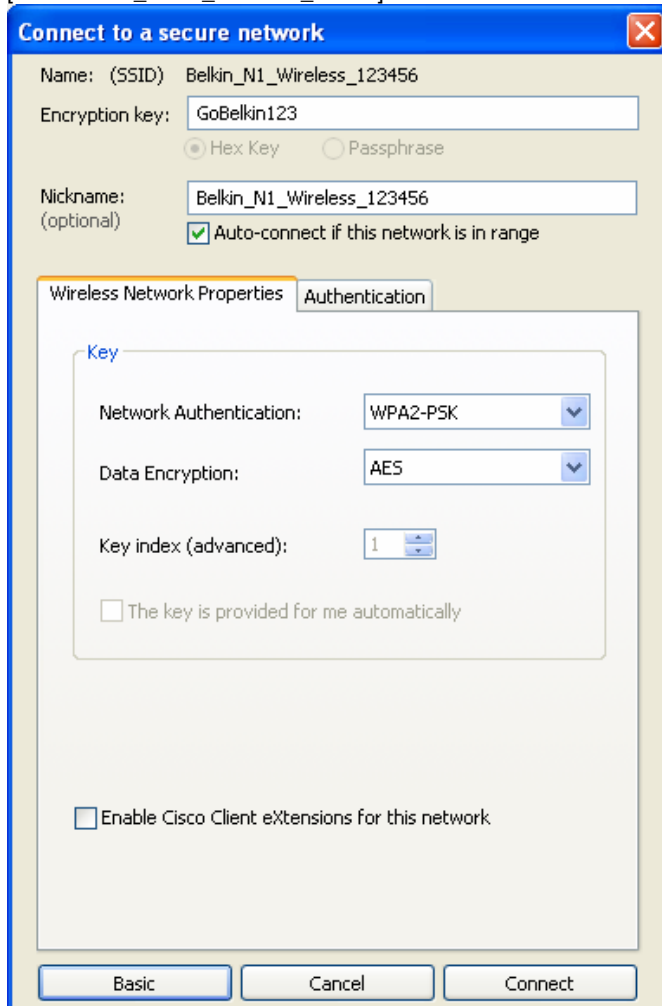 Connect to a secure network
Name: (SSID) Belkin_N1_Wireless_123456
Encryption key: GoBelkin123
Hex Key Passphrase
Nickname: Belkin_N1_Wireless_123456
(optional)
Auto-connect if this network is in range
Wireless Network Properties Authentication
Key
Network Authentication: WPA2-PSK
Data Encryption: AES
Key index (advanced): 1
The key is provided for me automatically
Enable Cisco Client eXtensions for this network
Basic Cancel Connect